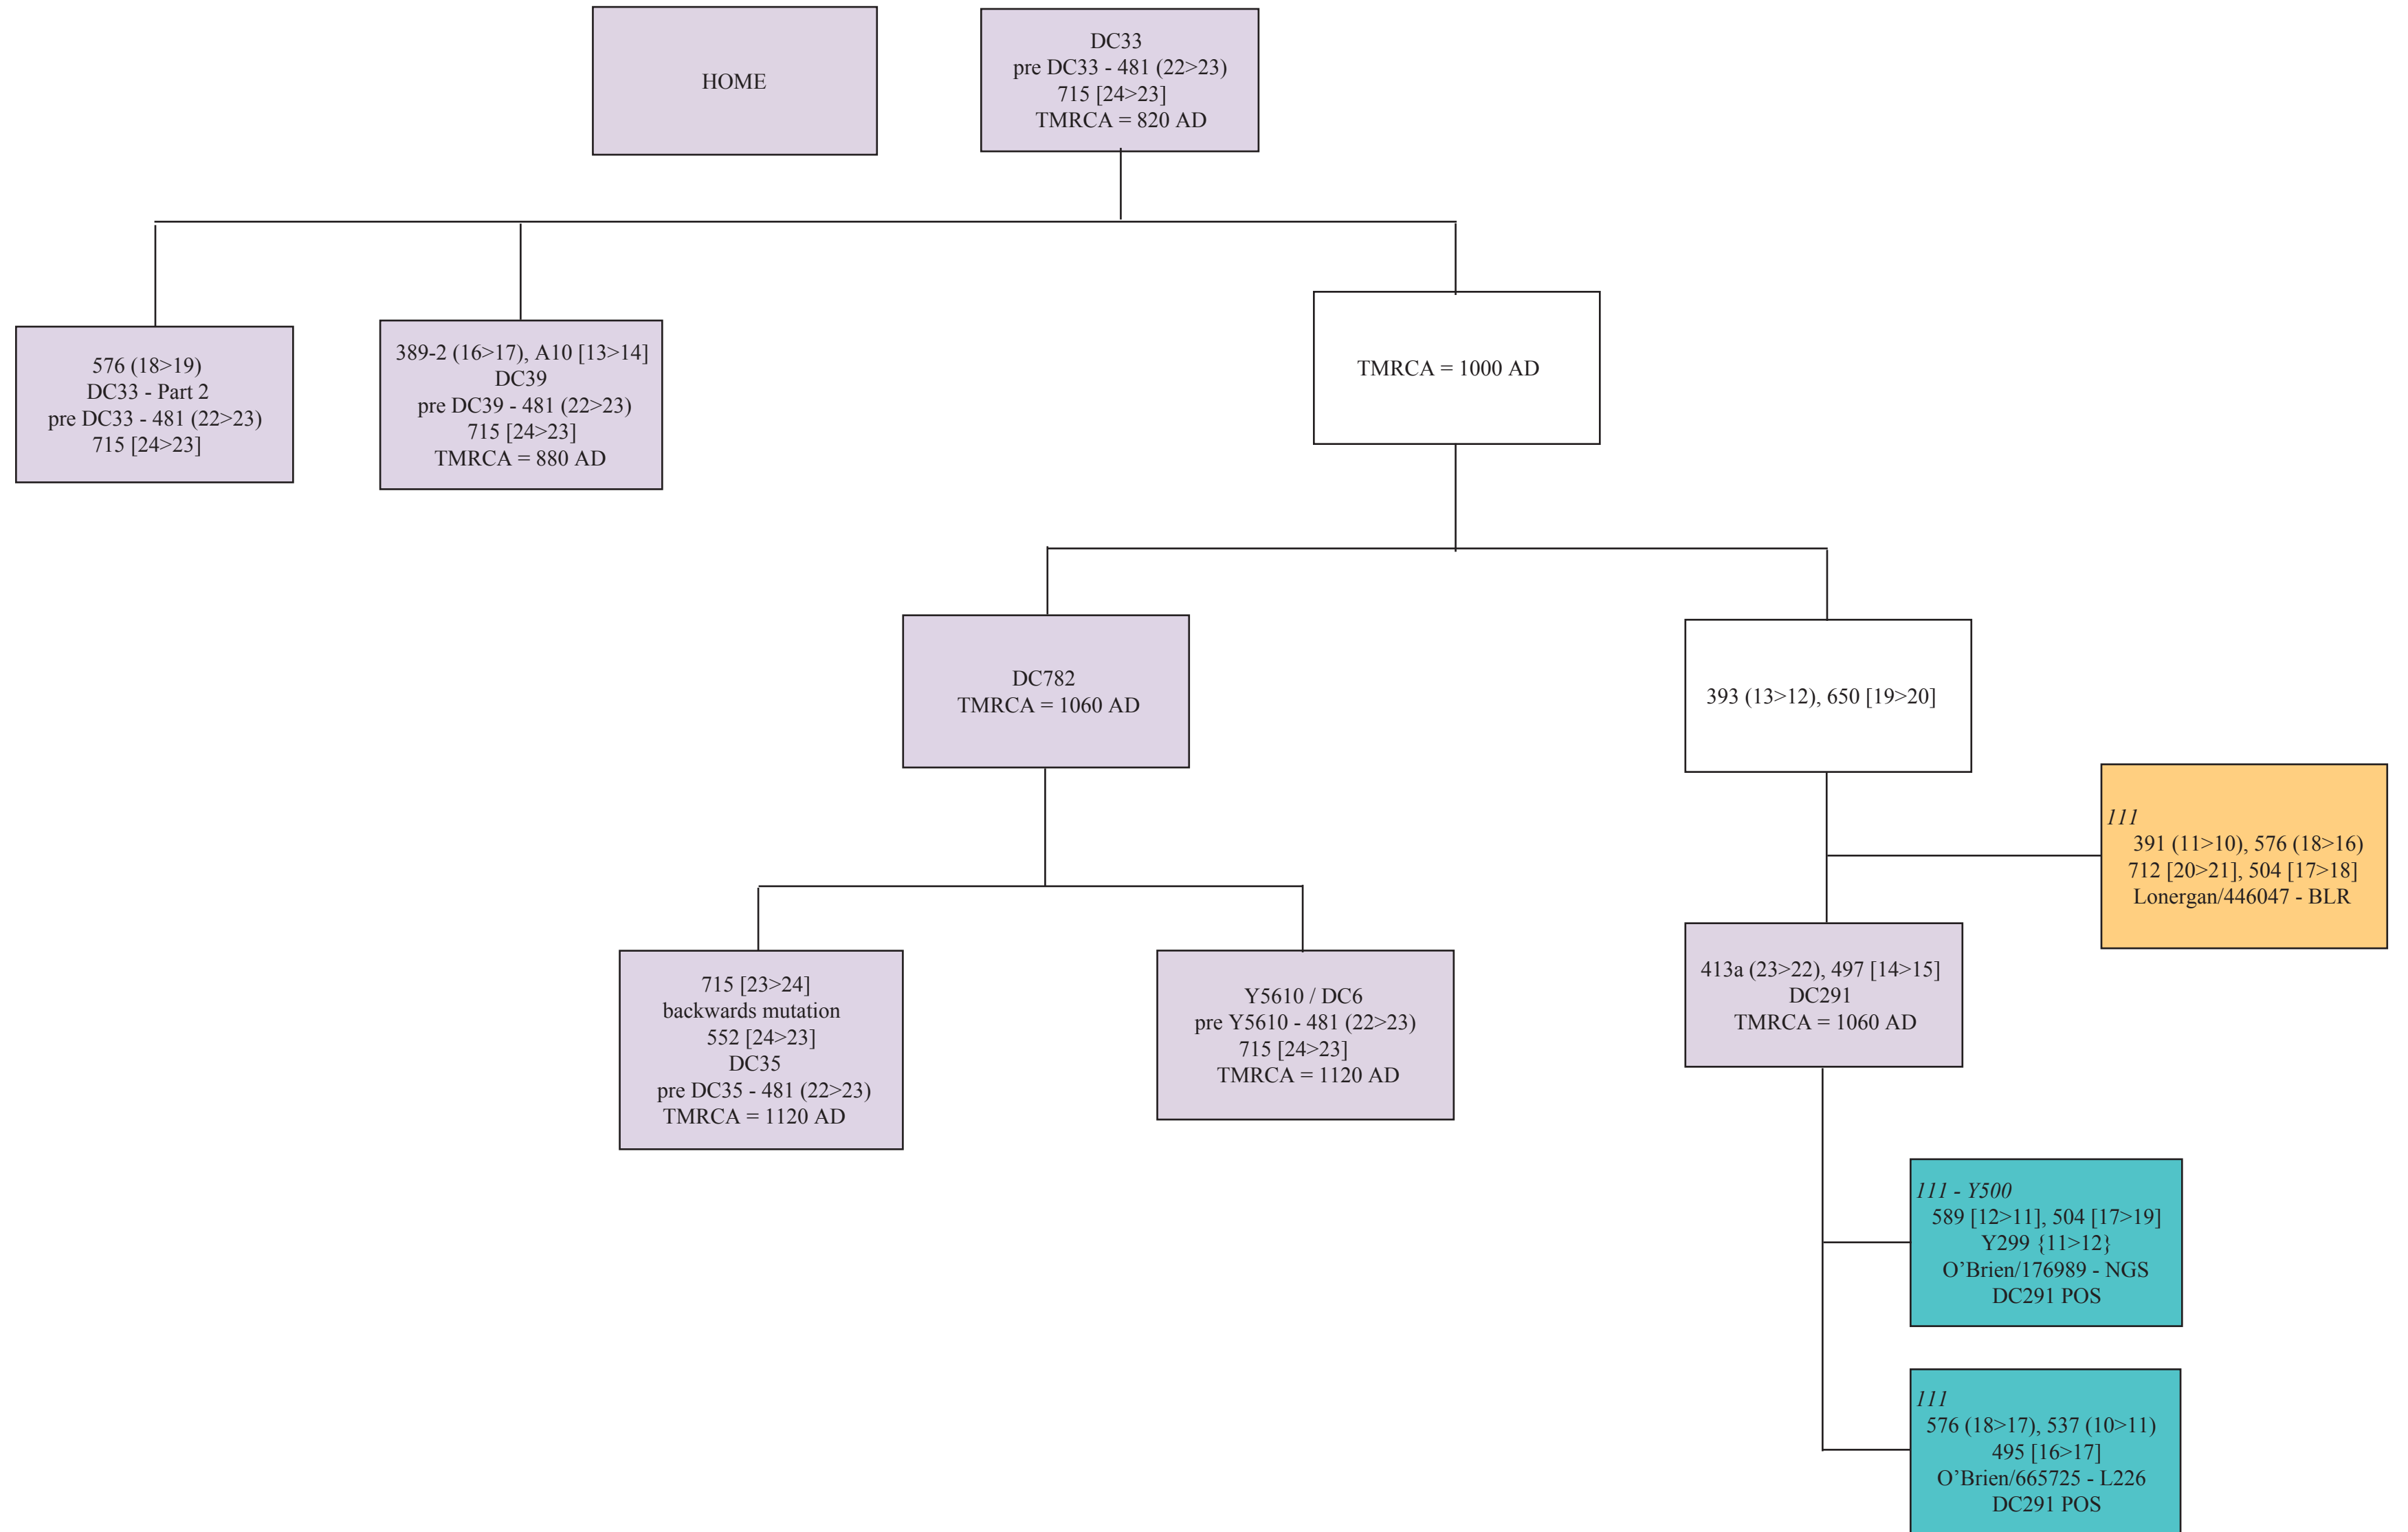 HOME
DC33
pre DC33 - 481 (22>23)
715 [24>23]
TMRCA = 820 AD
576 (18>19)
DC33 - Part 2
pre DC33 - 481 (22>23)
715 [24>23]
389-2 (16>17), A10 [13>14]
DC39
pre DC39 - 481 (22>23)
715 [24>23]
TMRCA = 880 AD
TMRCA = 1000 AD
DC782
TMRCA = 1060 AD
393 (13>12), 650 [19>20]
111
391 (11>10), 576 (18>16)
712 [20>21], 504 [17>18]
Lonergan/446047 - BLR
715 [23>24]
backwards mutation
552 [24>23]
DC35
pre DC35 - 481 (22>23)
TMRCA = 1120 AD
Y5610 / DC6
pre Y5610 - 481 (22>23)
715 [24>23]
TMRCA = 1120 AD
413a (23>22), 497 [14>15]
DC291
TMRCA = 1060 AD
111 - Y500
589 [12>11], 504 [17>19]
Y299 {11>12}
O’Brien/176989 - NGS
DC291 POS
111
576 (18>17), 537 (10>11)
495 [16>17]
O’Brien/665725 - L226
DC291 POS